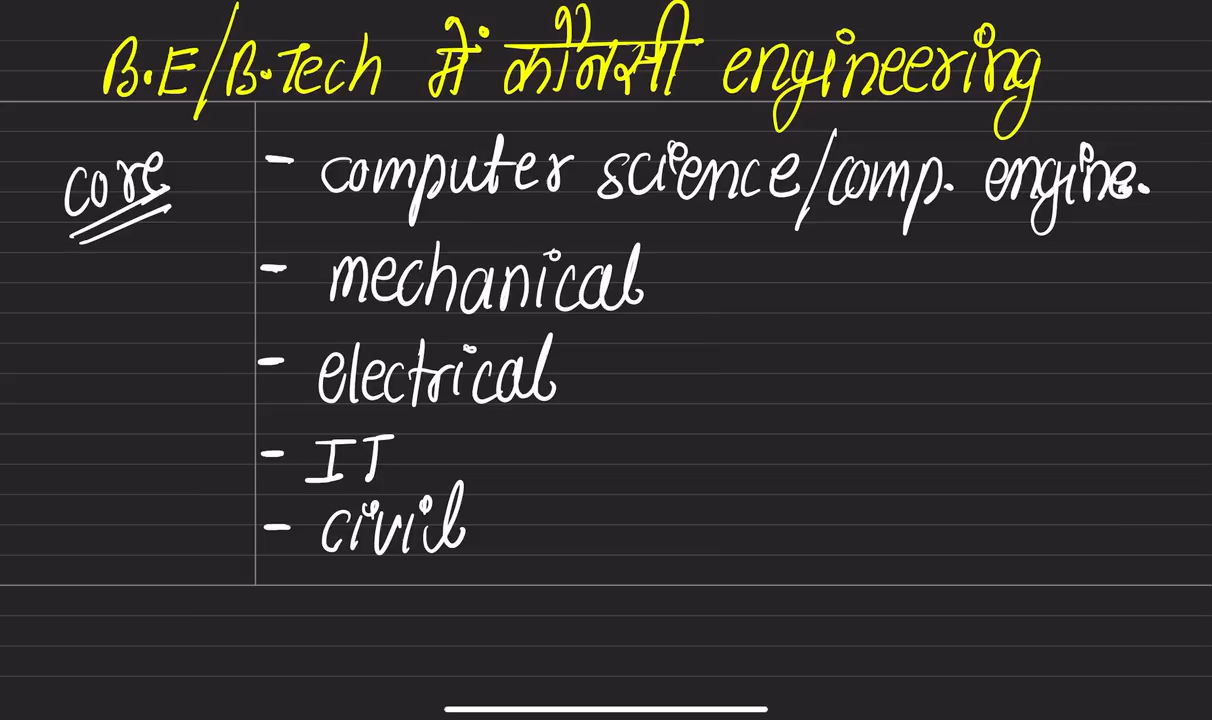 B.E/B.Tech में कौनसी engineering
core
- computer science/comp. engine.
- mechanical
- electrical
- IT
- civil